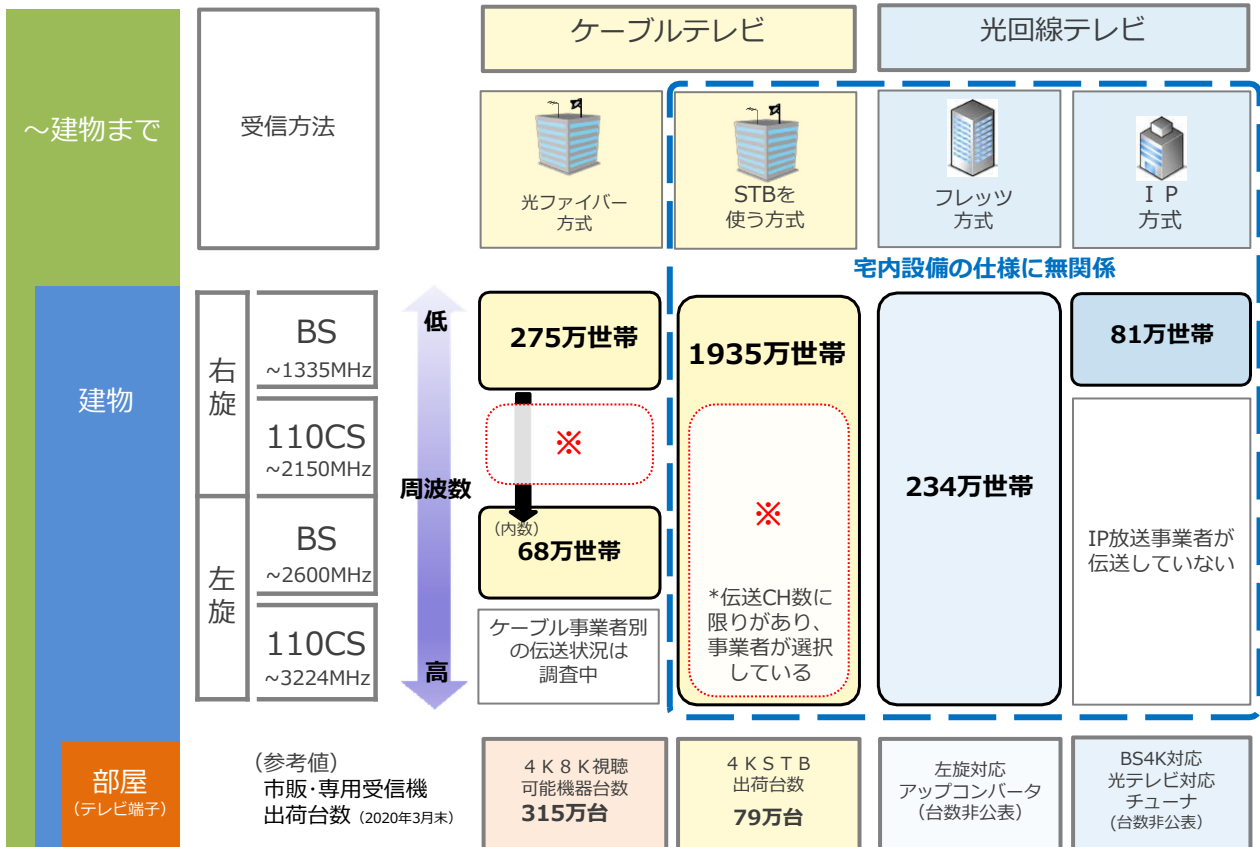 ケーブルテレビ
光回線テレビ
～建物まで
受信方法
光ファイバー
方式
STBを
使う方式
フレッツ
方式
ＩＰ
方式
宅内設備の仕様に無関係
建物
右旋
BS
~1335MHz
110CS
~2150MHz
左旋
BS
~2600MHz
110CS
~3224MHz
低
周波数
高
275万世帯
※
(内数)
68万世帯
ケーブル事業者別
の伝送状況は
調査中
1935万世帯
※
*伝送CH数に
限りがあり、
事業者が選択
している
234万世帯
81万世帯
IP放送事業者が
伝送していない
部屋
(テレビ端子)
(参考値)
市販・専用受信機
出荷台数 (2020年3月末)
４Ｋ８Ｋ視聴
可能機器台数
315万台
４ＫＳＴＢ
出荷台数
79万台
左旋対応
アップコンバータ
(台数非公表)
BS4K対応
光テレビ対応
チューナ
(台数非公表)